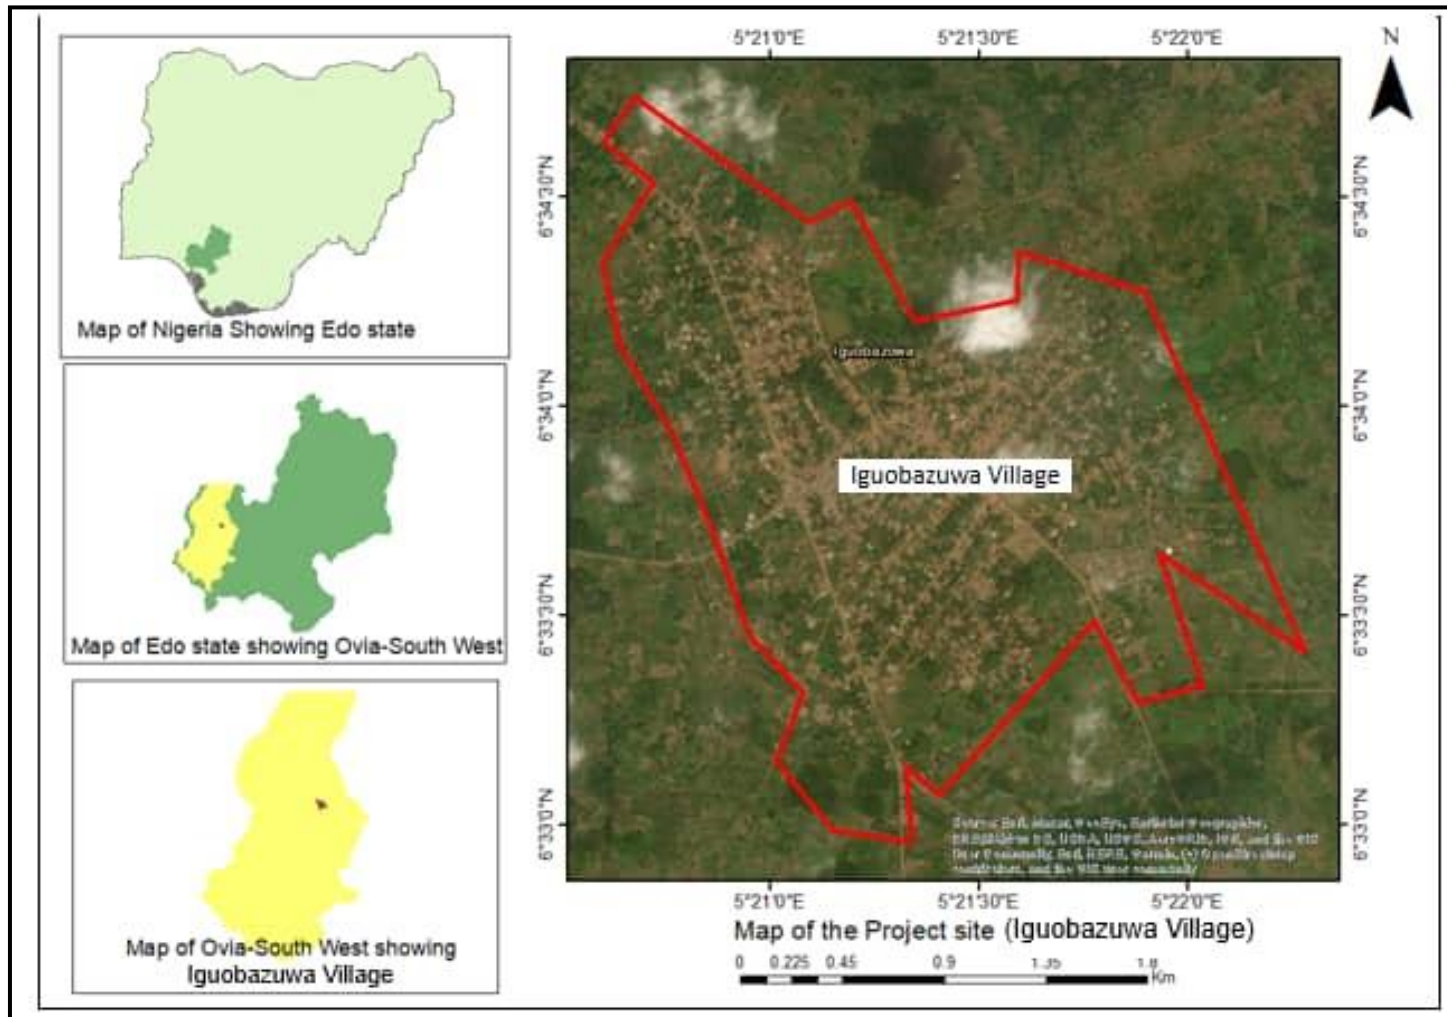 Map of Nigeria Showing Edo state
Map of Edo state showing Ovia-South West
Map of Ovia-South West showing
Iguobazuwa Village
5°21'0"E 5°21'30"E 5°22'0"E
N
6°34'30"N 6°34'30"N
Iguobazuwa
6°34'0"N 6°34'0"N
Iguobazuwa Village
6°33'30"N 6°33'30"N
6°33'0"N 6°33'0"N
5°21'0"E 5°21'30"E 5°22'0"E
Map of the Project site (Iguobazuwa Village)
0 0.225 0.45 0.9 1.35 1.8
Km